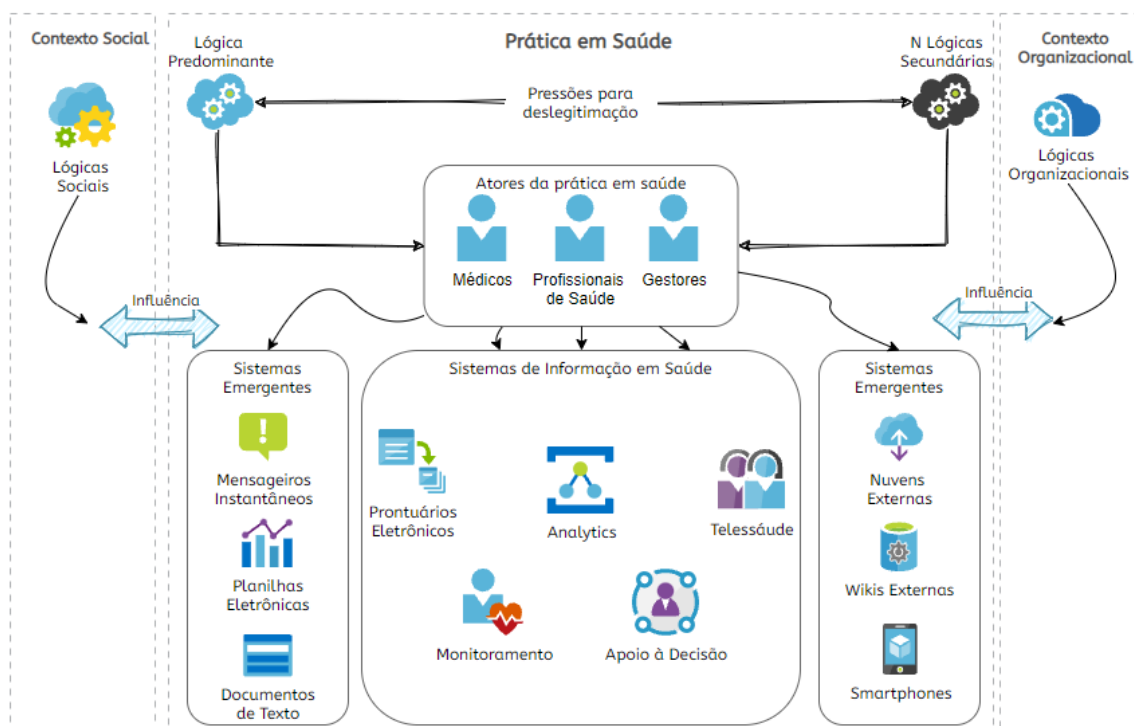 Contexto Social
Lógicas
Sociais
Influência
Prática em Saúde
Lógica
Predominante
Pressões para
deslegitimação
N Lógicas
Secundárias
Atores da prática em saúde
Médicos
Profissionais
de Saúde
Gestores
Sistemas
Emergentes
Mensageiros
Instantâneos
Planilhas
Eletrônicas
Documentos
de Texto
Sistemas de Informação em Saúde
Prontuários
Eletrônicos
Analytics
Telessáude
Monitoramento
Apoio à Decisão
Sistemas
Emergentes
Nuvens
Externas
Wikis Externas
Smartphones
Contexto
Organizacional
Lógicas
Organizacionais
Influência